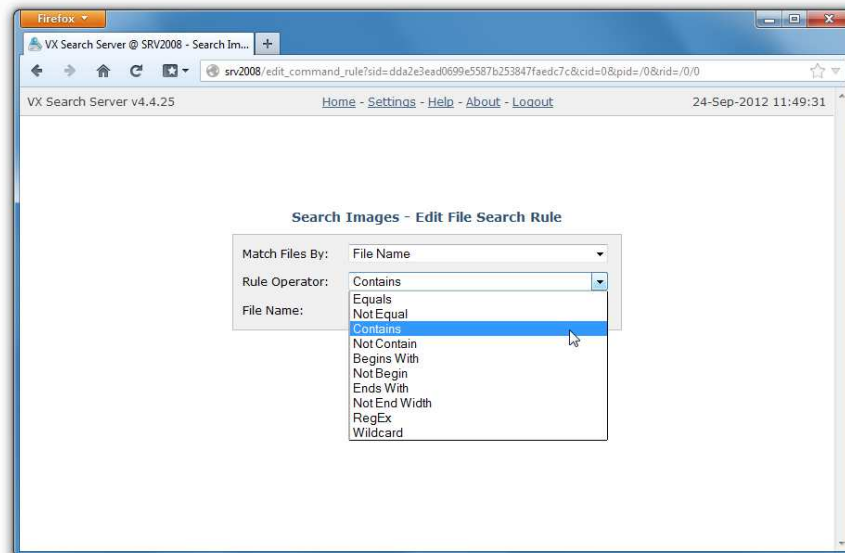 Firefox
VX Search Server @ SRV2008 - Search Im...
srv2008/edit_command_rule?sid=dda2e3ead0699e5587b253847faedc7c&cid=0&pid=/0&rid=/0/0
VX Search Server v4.4.25 Home - Settings - Help - About - Logout 24-Sep-2012 11:49:31
Search Images - Edit File Search Rule
Match Files By: File Name
Rule Operator: Contains
File Name:
Equals
Not Equal
Contains
Not Contain
Begins With
Not Begin
Ends With
Not End Width
RegEx
Wildcard